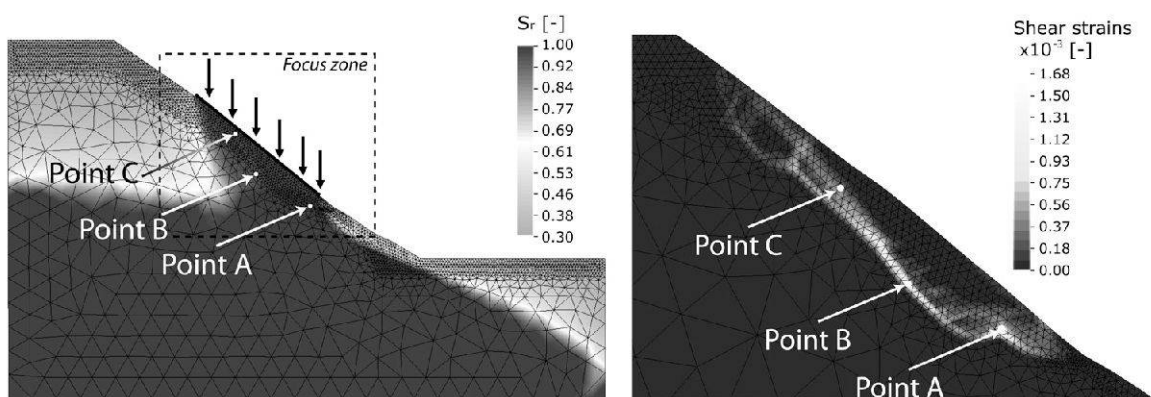 Sr [-]
1.00
0.92
0.84
0.77
0.69
0.61
0.53
0.46
0.38
0.30
Focus zone
Point C
Point B
Point A
Shear strains
x10⁻³ [-]
1.68
1.50
1.31
1.12
0.93
0.75
0.56
0.37
0.18
0.00
Point C
Point B
Point A